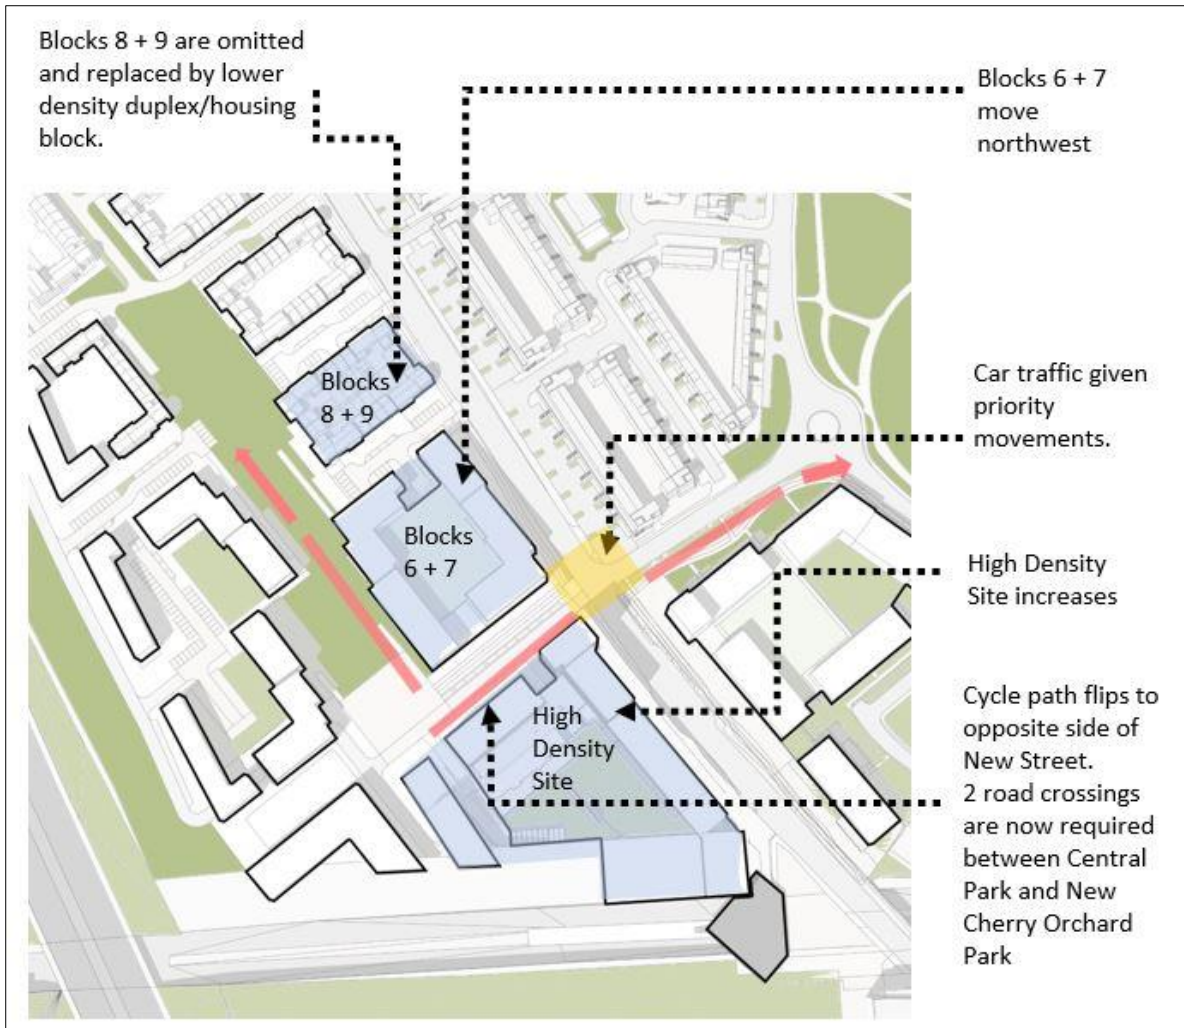 Blocks 8 + 9 are omitted
and replaced by lower
density duplex/housing
block.
Blocks 6 + 7
move
northwest
Car traffic given
priority
movements.
High Density
Site increases
Cycle path flips to
opposite side of
New Street.
2 road crossings
are now required
between Central
Park and New
Cherry Orchard
Park
Blocks
8 + 9
Blocks
6 + 7
High
Density
Site